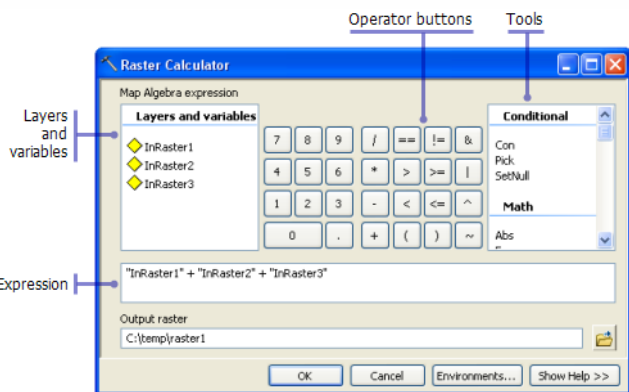 Operator buttons
Tools
Raster Calculator
Map Algebra expression
Layers and variables
Layers
and
variables
InRaster1
InRaster2
InRaster3
7 8 9 / == != &
4 5 6 * > >= |
1 2 3 - < <= ^
0 . + ( ) ~
Conditional
Con
Pick
SetNull
Math
Abs
Expression
"InRaster1" + "InRaster2" + "InRaster3"
Output raster
C:\temp\raster1
OK
Cancel
Environments...
Show Help >>